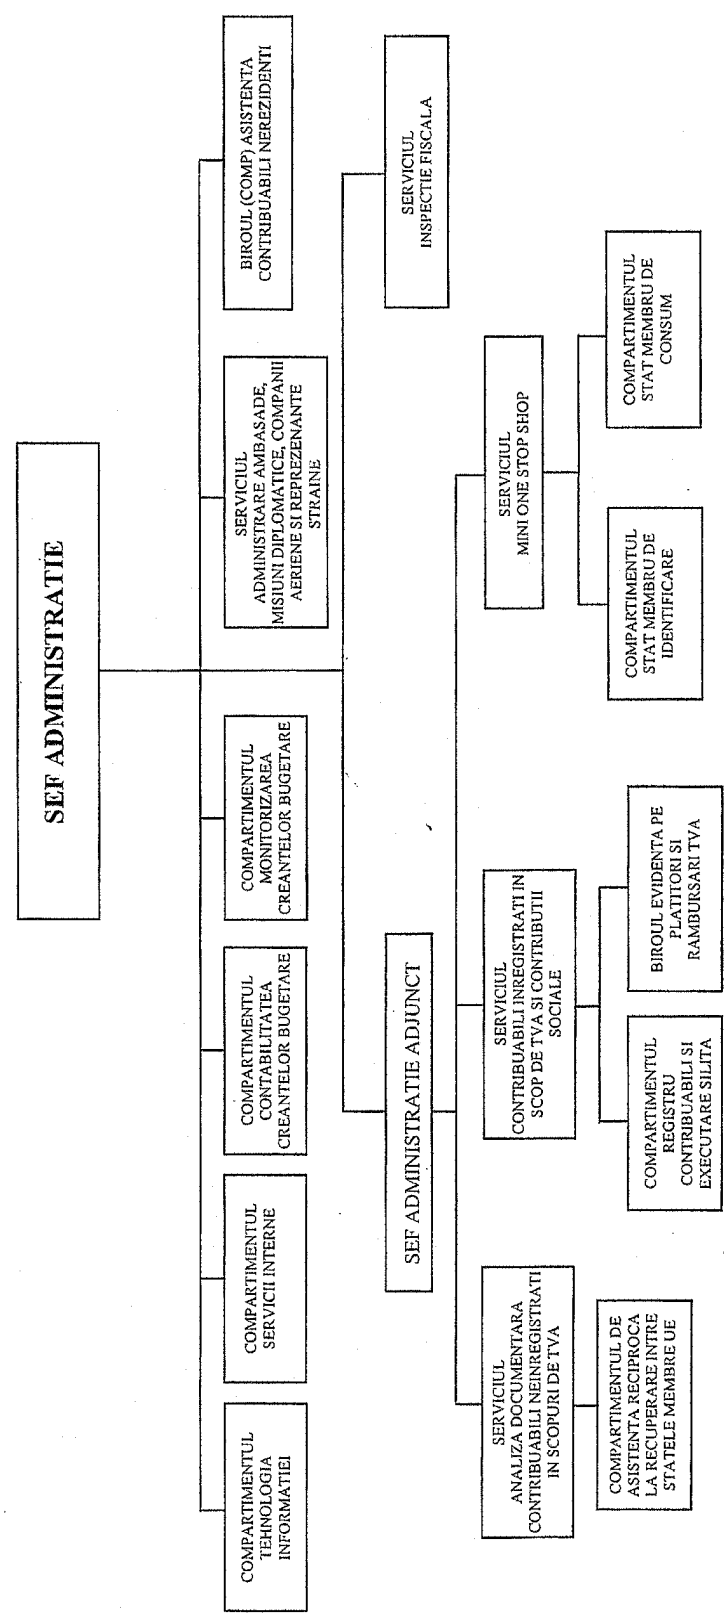 SEF ADMINISTRATIE
COMPARTIMENTUL
TEHNOLOGIA
INFORMATIEI
COMPARTIMENTUL
SERVICII INTERNE
COMPARTIMENTUL
CONTABILITATEA
CREANTELOR BUGETARE
COMPARTIMENTUL
MONITORIZAREA
CREANTELOR BUGETARE
SERVICIUL
ADMINISTRARE AMBASADE,
MISIUNI DIPLOMATICE, COMPANII
AERIENE SI REPREZENANTE
STRAINE
BIROUL (COMP) ASISTENTA
CONTRIBUABILI NEREZIDENTI
SEF ADMINISTRATIE ADJUNCT
SERVICIUL
INSPECTIE FISCALA
SERVICIUL
ANALIZA DOCUMENTARA
CONTRIBUABILI NEINREGISTRATI
IN SCOPURI DE TVA
SERVICIUL
CONTRIBUABILI INREGISTRATI IN
SCOP DE TVA SI CONTRIBUTII
SOCIALE
SERVICIUL
MINI ONE STOP SHOP
COMPARTIMENTUL DE
ASISTENTA RECIPROCA
LA RECUPERARE INTRE
STATELE MEMBRE UE
COMPARTIMENTUL
REGISTRU
CONTRIBUABILI SI
EXECUTARE SILITA
BIROUL EVIDENTA PE
PLATITORI SI
RAMBURSARI TVA
COMPARTIMENTUL
STAT MEMBRU DE
IDENTIFICARE
COMPARTIMENTUL
STAT MEMBRU DE
CONSUM